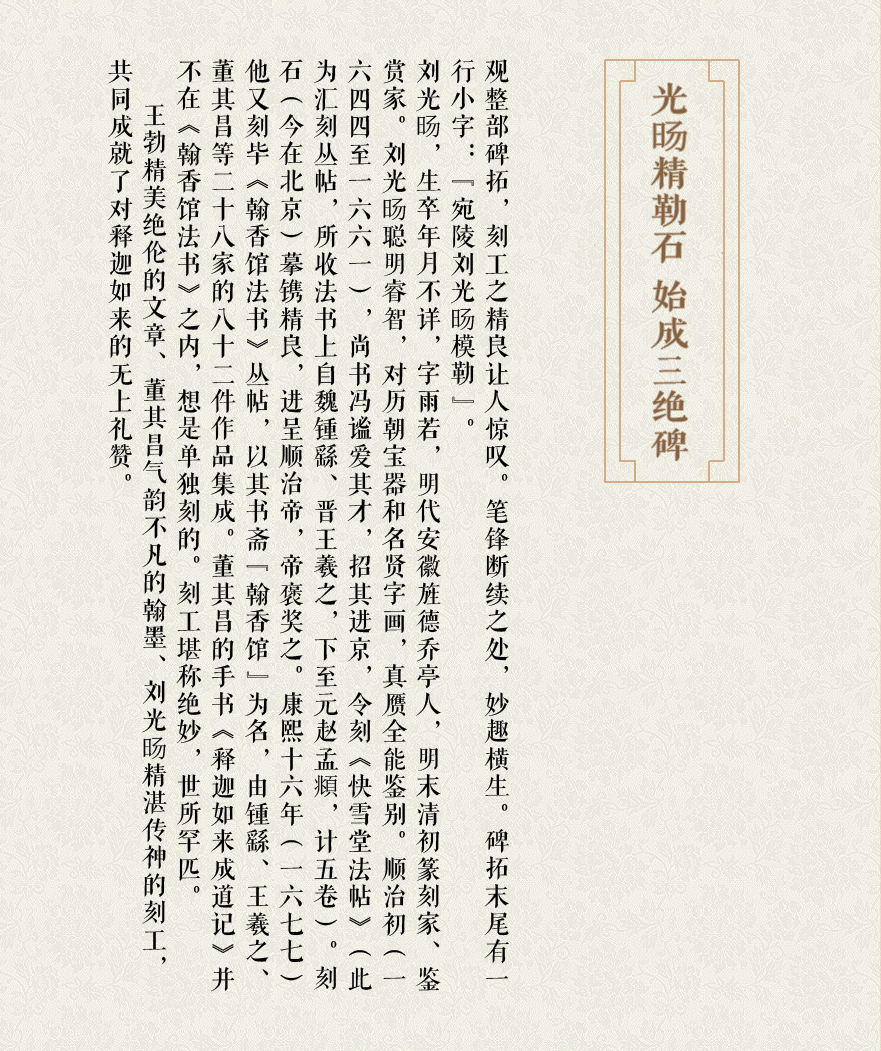 光旸精勒石 始成三绝碑
观整部碑拓，刻工之精良让人惊叹。笔锋断续之处，妙趣横生。碑拓末尾有一
行小字：『宛陵刘光旸模勒』。
刘光旸，生卒年月不详，字雨若，明代安徽旌德乔亭人，明末清初篆刻家、鉴
赏家。刘光旸聪明睿智，对历朝宝器和名贤字画，真赝全能鉴别。顺治初（一
六四四至一六六一），尚书冯谧爱其才，招其进京，令刻《快雪堂法帖》（此
为汇刻丛帖，所收法书上自魏锺繇、晋王羲之，下至元赵孟頫，计五卷）。刻
石（今在北京）摹镌精良，进呈顺治帝，帝褒奖之。康熙十六年（一六七七）
他又刻毕《翰香馆法书》丛帖，以其书斋『翰香馆』为名，由锺繇、王羲之、
董其昌等二十八家的八十二件作品集成。董其昌的手书《释迦如来成道记》并
不在《翰香馆法书》之内，想是单独刻的。刻工堪称绝妙，世所罕匹。
王勃精美绝伦的文章、董其昌气韵不凡的翰墨、刘光旸精湛传神的刻工，
共同成就了对释迦如来的无上礼赞。